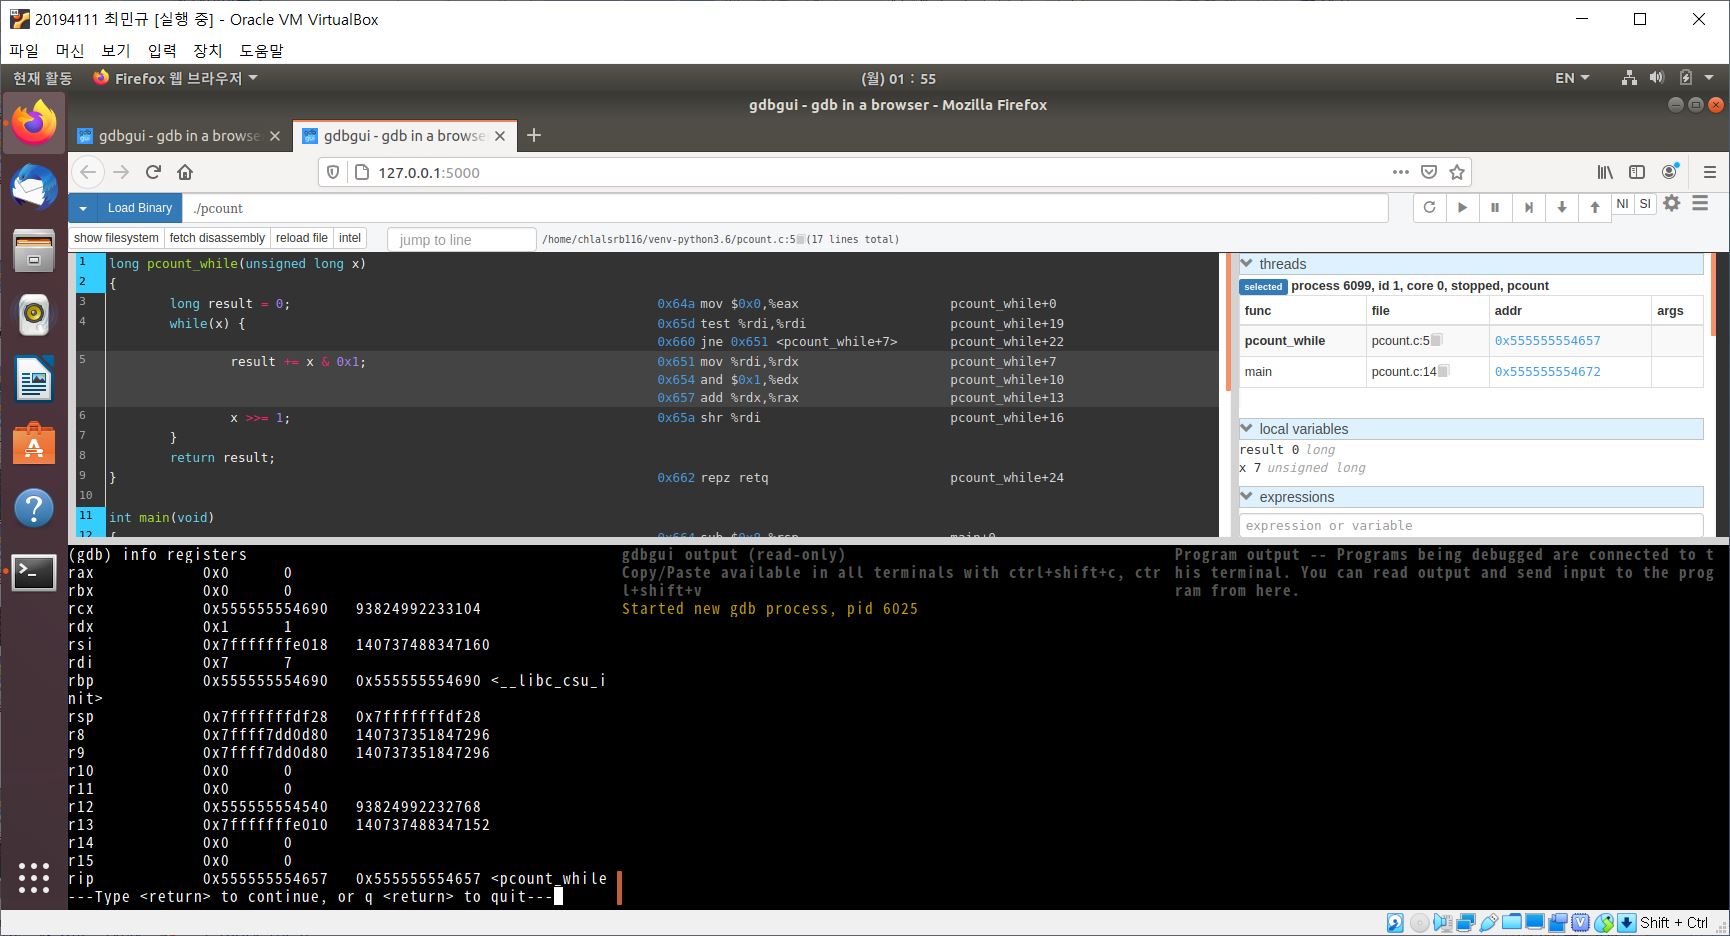 20194111 최민규 [실행 중] - Oracle VM VirtualBox
파일 머신 보기 입력 장치 도움말
현재 활동 Firefox 웹 브라우저 (월) 01 : 55 EN
gdbgui - gdb in a browser - Mozilla Firefox
gdbgui - gdb in a browse gdbgui - gdb in a browse
127.0.0.1:5000
Load Binary ./pcount NI SI
show filesystem fetch disassembly reload file intel jump to line /home/chlalsrb116/venv-python3.6/pcount.c:5 (17 lines total)
1 long pcount_while(unsigned long x)
2 {
3 long result = 0; 0x64a mov $0x0,%eax pcount_while+0
4 while(x) { 0x65d test %rdi,%rdi pcount_while+19
0x660 jne 0x651 <pcount_while+7> pcount_while+22
5 result += x & 0x1; 0x651 mov %rdi,%rdx pcount_while+7
0x654 and $0x1,%edx pcount_while+10
0x657 add %rdx,%rax pcount_while+13
6 x >>= 1; 0x65a shr %rdi pcount_while+16
7 }
8 return result;
9 } 0x662 repz retq pcount_while+24
10
11 int main(void)
12 { 0x664 sub $0x8,%rsp main+0
threads
selected process 6099, id 1, core 0, stopped, pcount
func file addr args
pcount_while pcount.c:5 0x555555554657
main pcount.c:14 0x555555554672
local variables
result 0 long
x 7 unsigned long
expressions
expression or variable
(gdb) info registers
rax 0x0 0
rbx 0x0 0
rcx 0x555555554690 93824992233104
rdx 0x1 1
rsi 0x7fffffffe018 140737488347160
rdi 0x7 7
rbp 0x555555554690 0x555555554690 <__libc_csu_i
nit>
rsp 0x7fffffffdf28 0x7fffffffdf28
r8 0x7ffff7dd0d80 140737351847296
r9 0x7ffff7dd0d80 140737351847296
r10 0x0 0
r11 0x0 0
r12 0x555555554540 93824992232768
r13 0x7fffffffe010 140737488347152
r14 0x0 0
r15 0x0 0
rip 0x555555554657 0x555555554657 <pcount_while
---Type <return> to continue, or q <return> to quit---
gdbgui output (read-only)
Copy/Paste available in all terminals with ctrl+shift+c, ctr
l+shift+v
Started new gdb process, pid 6025
Program output -- Programs being debugged are connected to t
his terminal. You can read output and send input to the prog
ram from here.
Shift + Ctrl